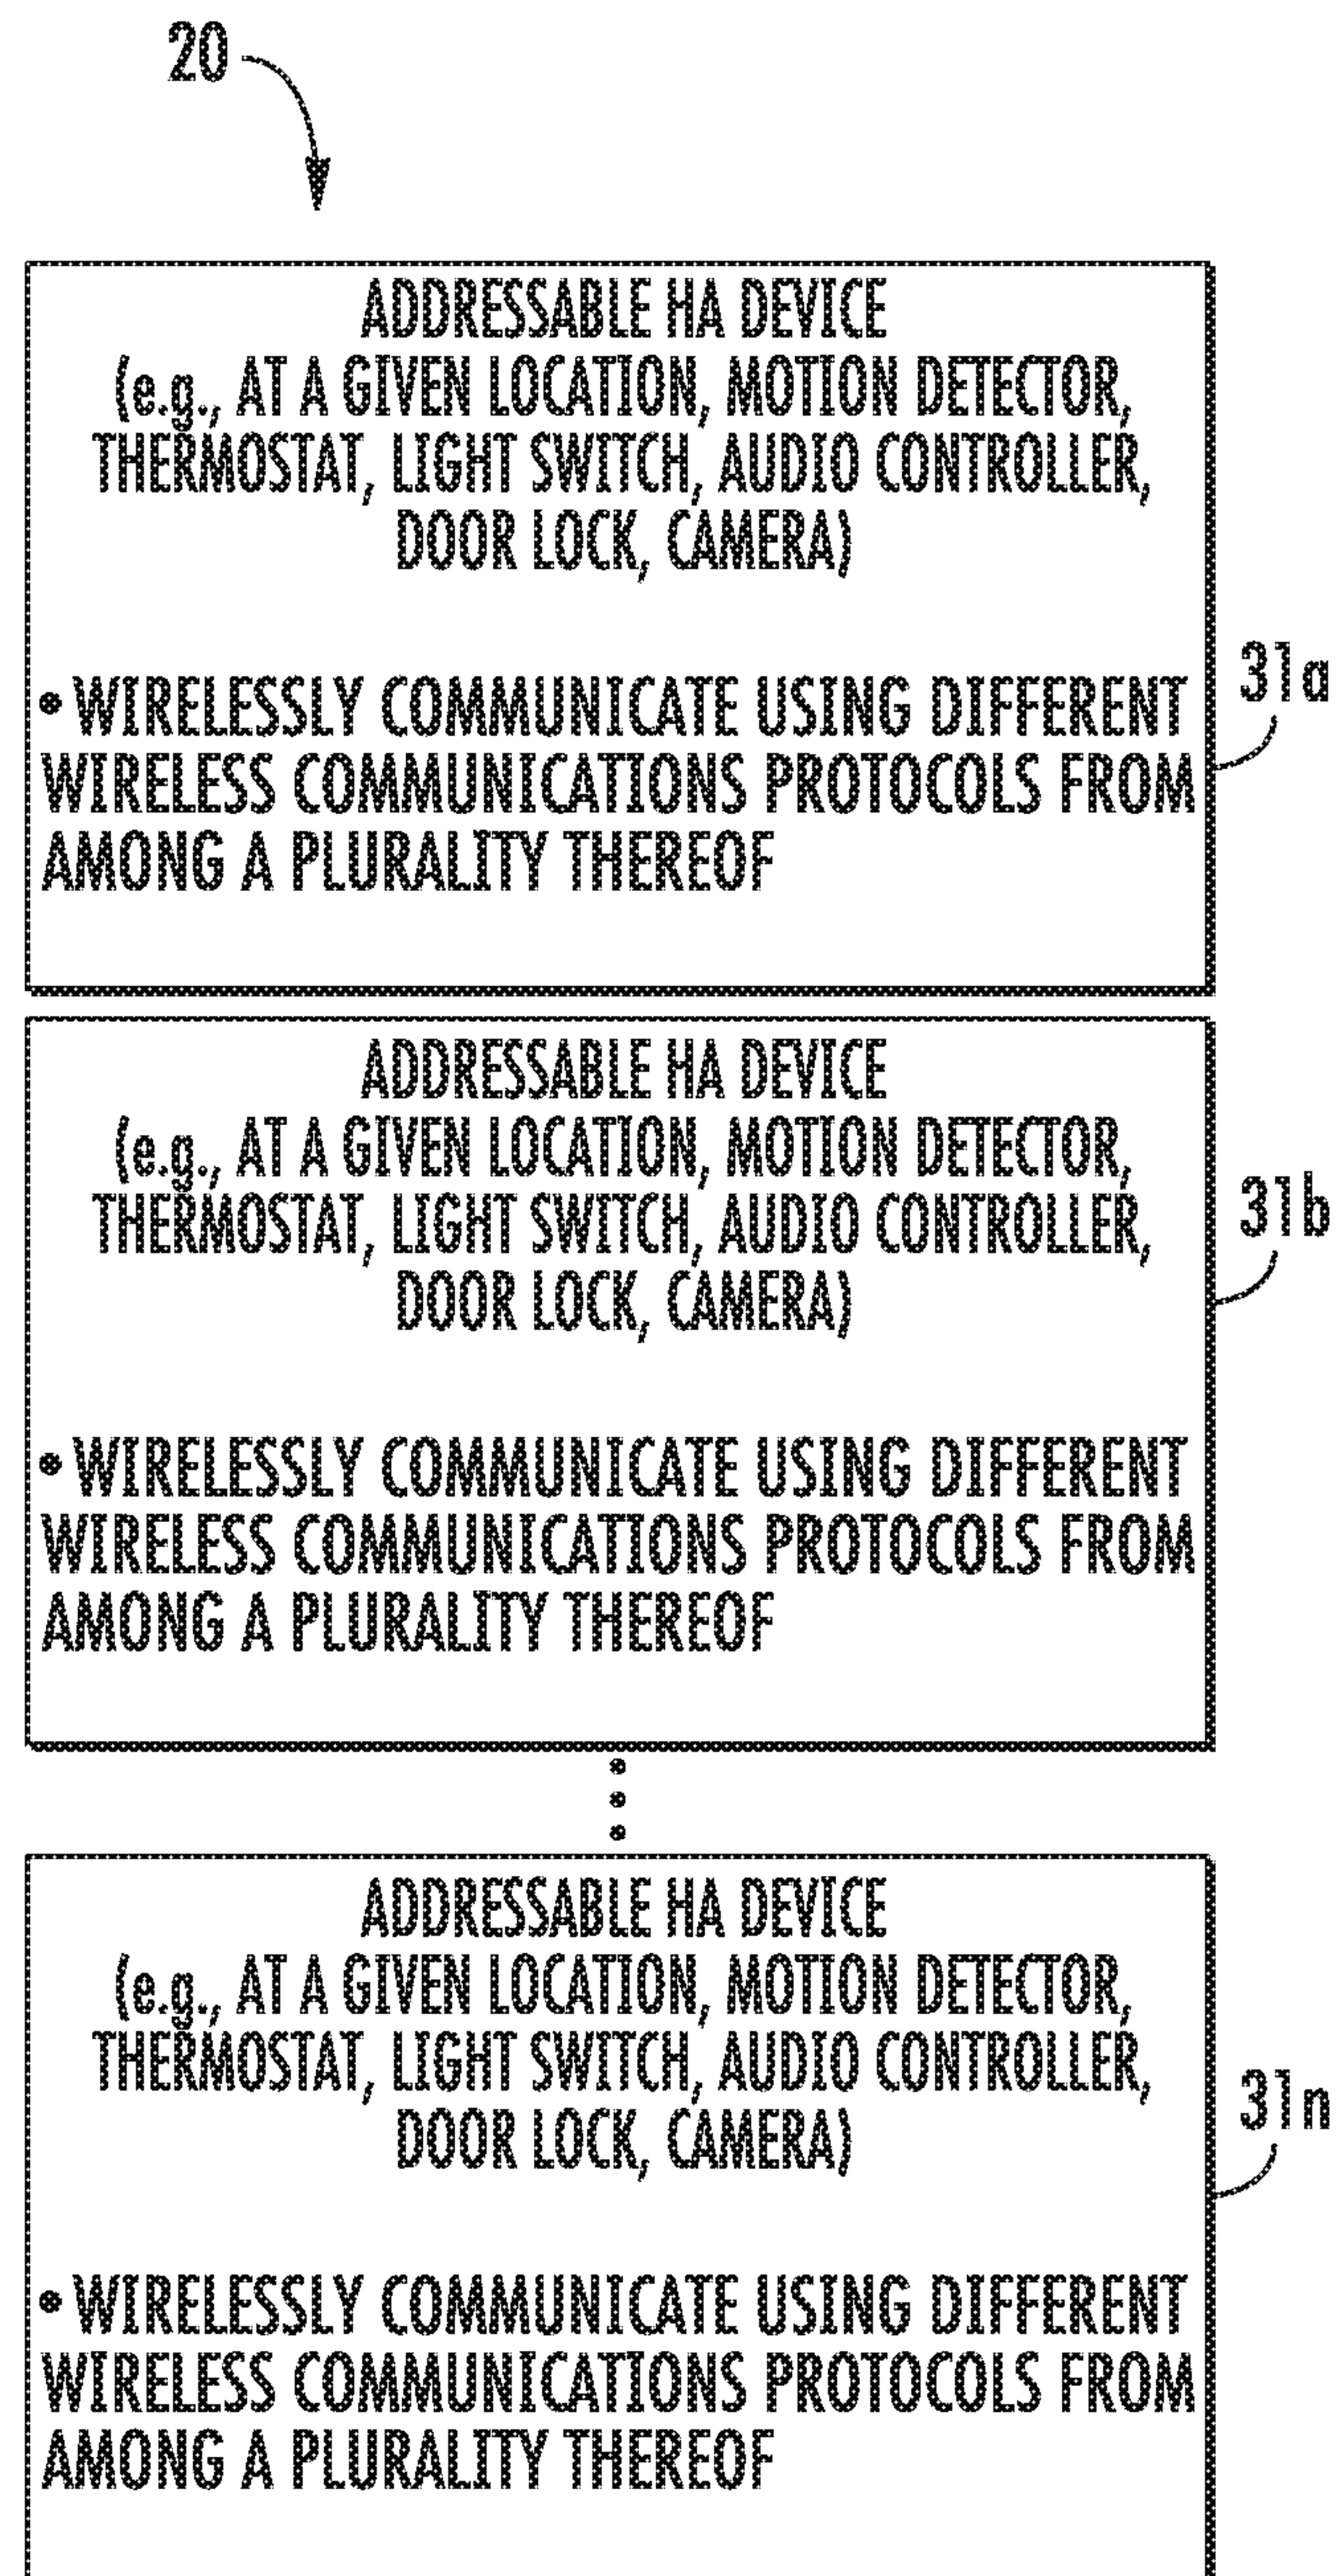 20
ADDRESSABLE HA DEVICE
(e.g., AT A GIVEN LOCATION, MOTION DETECTOR,
THERMOSTAT, LIGHT SWITCH, AUDIO CONTROLLER,
DOOR LOCK, CAMERA)
31a
• WIRELESSLY COMMUNICATE USING DIFFERENT
WIRELESS COMMUNICATIONS PROTOCOLS FROM
AMONG A PLURALITY THEREOF
ADDRESSABLE HA DEVICE
(e.g., AT A GIVEN LOCATION, MOTION DETECTOR,
THERMOSTAT, LIGHT SWITCH, AUDIO CONTROLLER,
DOOR LOCK, CAMERA)
31b
• WIRELESSLY COMMUNICATE USING DIFFERENT
WIRELESS COMMUNICATIONS PROTOCOLS FROM
AMONG A PLURALITY THEREOF
ADDRESSABLE HA DEVICE
(e.g., AT A GIVEN LOCATION, MOTION DETECTOR,
THERMOSTAT, LIGHT SWITCH, AUDIO CONTROLLER,
DOOR LOCK, CAMERA)
31n
• WIRELESSLY COMMUNICATE USING DIFFERENT
WIRELESS COMMUNICATIONS PROTOCOLS FROM
AMONG A PLURALITY THEREOF